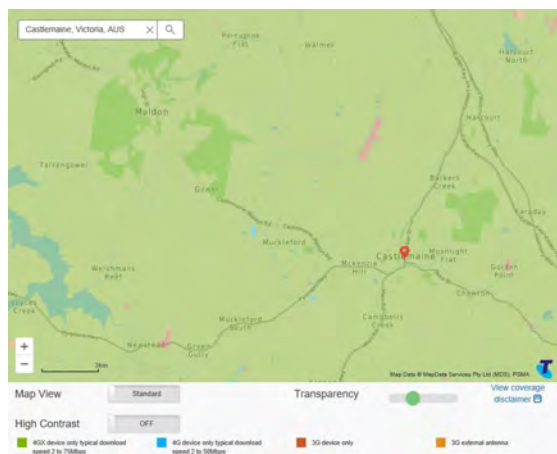 Castlemaine, Victoria, AUS
Perrupnok
Flat
Walmer
Harcourt
North
Maldon
Harcourt
Tarrangower
Barkers
Creek
Gower
Faraday
Muckleford
Castlemaine
Moonlight
Flat
McKenzie
Hill
Golden
Point
Welshmans
Reef
Joyces
Creek
Chewton
Muckleford
South
Campbells
Creek
Newstead
Green
Gully
+
−
Map Data © MapData Services Pty Ltd (MDS), PSMA
Map View
Standard
Transparency
View coverage
disclaimer
High Contrast
OFF
4GX device only typical download
speed 2 to 75Mbps
4G device only typical download
speed 2 to 50Mbps
3G device only
3G external antenna